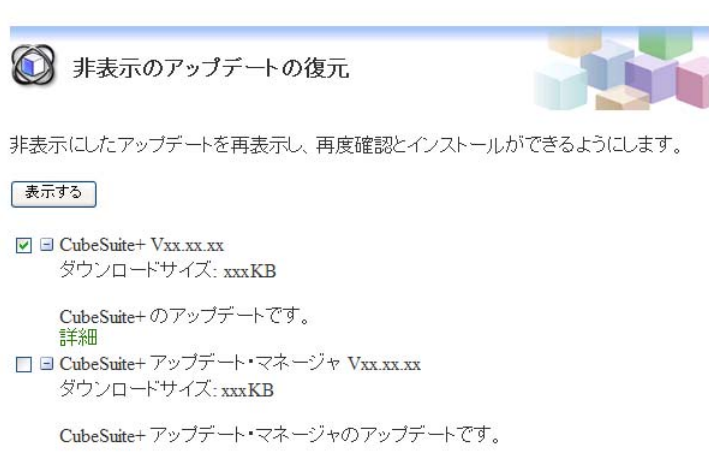 非表示のアップデートの復元
非表示にしたアップデートを再表示し、再度確認とインストールができるようにします。
表示する
CubeSuite+ Vxx.xx.xx
ダウンロードサイズ: xxxKB
CubeSuite+ のアップデートです。
詳細
CubeSuite+ アップデート・マネージャ Vxx.xx.xx
ダウンロードサイズ: xxxKB
CubeSuite+ アップデート・マネージャのアップデートです。